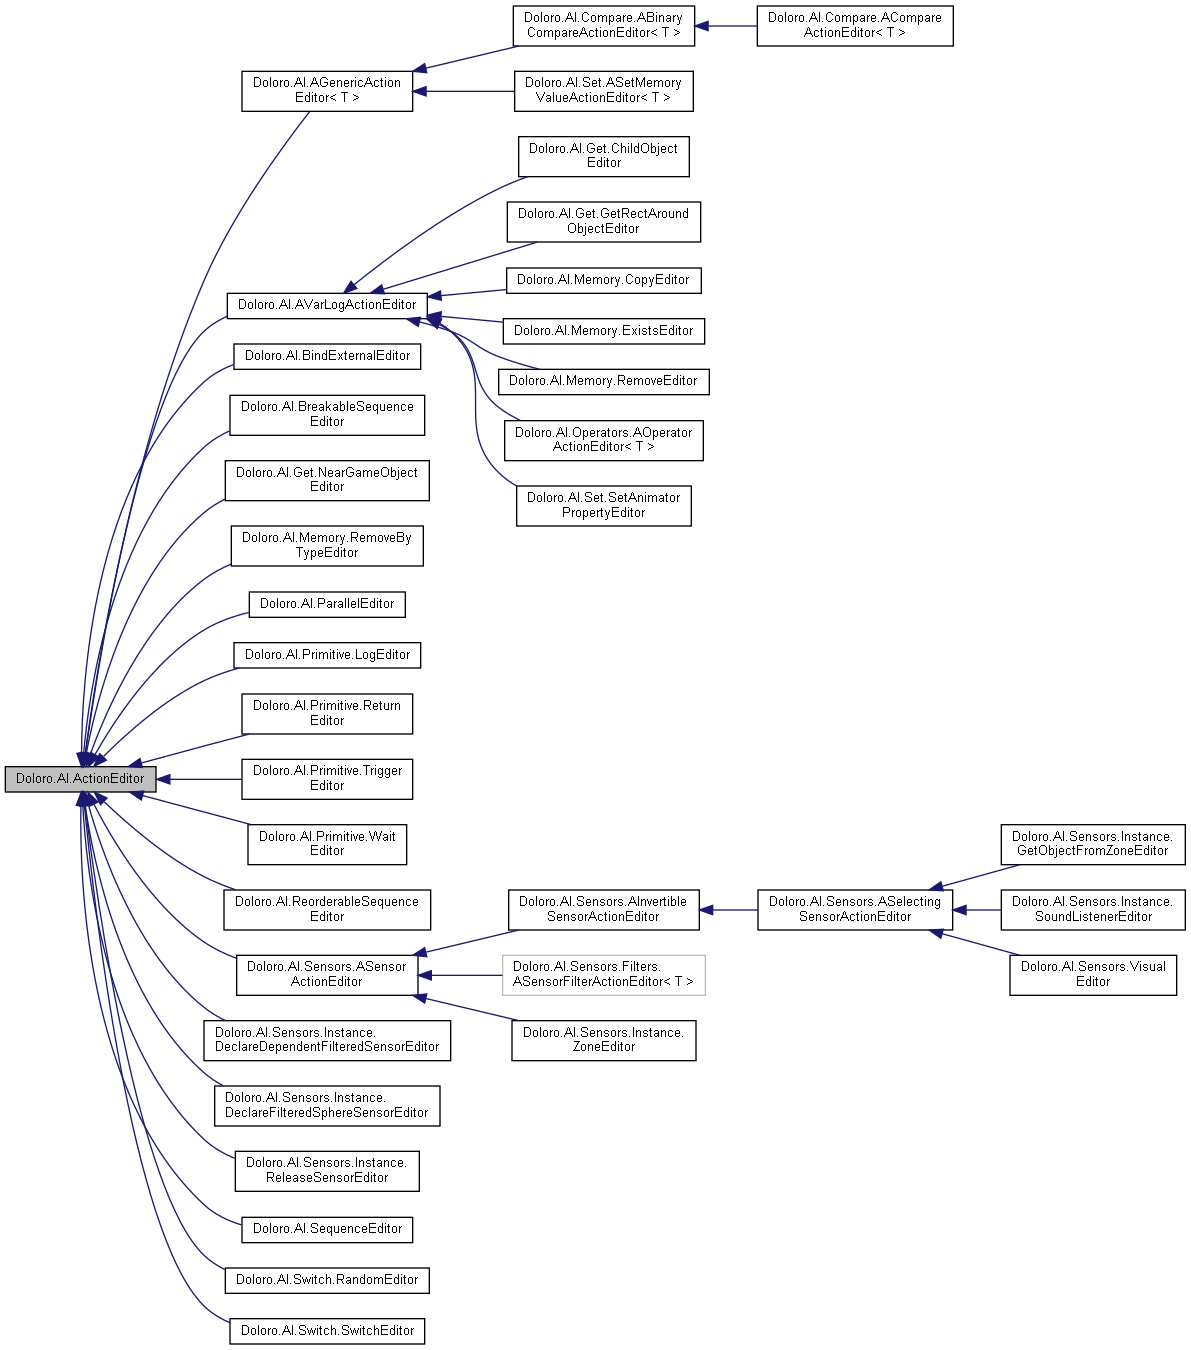 Doloro.AI.Compare.ABinary
CompareActionEditor< T >
Doloro.AI.Compare.ACompare
ActionEditor< T >
Doloro.AI.AGenericAction
Editor< T >
Doloro.AI.Set.ASetMemory
ValueActionEditor< T >
Doloro.AI.Get.ChildObject
Editor
Doloro.AI.Get.GetRectAround
ObjectEditor
Doloro.AI.Memory.CopyEditor
Doloro.AI.AVarLogActionEditor
Doloro.AI.Memory.ExistsEditor
Doloro.AI.BindExternalEditor
Doloro.AI.Memory.RemoveEditor
Doloro.AI.BreakableSequence
Editor
Doloro.AI.Operators.AOperator
ActionEditor< T >
Doloro.AI.Get.NearGameObject
Editor
Doloro.AI.Set.SetAnimator
PropertyEditor
Doloro.AI.Memory.RemoveBy
TypeEditor
Doloro.AI.ParallelEditor
Doloro.AI.Primitive.LogEditor
Doloro.AI.Primitive.Return
Editor
Doloro.AI.ActionEditor
Doloro.AI.Primitive.Trigger
Editor
Doloro.AI.Primitive.Wait
Editor
Doloro.AI.Sensors.Instance.
GetObjectFromZoneEditor
Doloro.AI.ReorderableSequence
Editor
Doloro.AI.Sensors.AInvertible
SensorActionEditor
Doloro.AI.Sensors.ASelecting
SensorActionEditor
Doloro.AI.Sensors.Instance.
SoundListenerEditor
Doloro.AI.Sensors.ASensor
ActionEditor
Doloro.AI.Sensors.Filters.
ASensorFilterActionEditor< T >
Doloro.AI.Sensors.Visual
Editor
Doloro.AI.Sensors.Instance.
DeclareDependentFilteredSensorEditor
Doloro.AI.Sensors.Instance.
ZoneEditor
Doloro.AI.Sensors.Instance.
DeclareFilteredSphereSensorEditor
Doloro.AI.Sensors.Instance.
ReleaseSensorEditor
Doloro.AI.SequenceEditor
Doloro.AI.Switch.RandomEditor
Doloro.AI.Switch.SwitchEditor